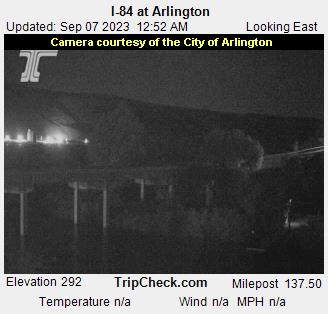 I-84 at Arlington
Updated: Sep 07 2023 12:52 AM Looking East
Camera courtesy of the City of Arlington
Elevation 292 TripCheck.com Milepost 137.50
Temperature n/a Wind n/a MPH n/a